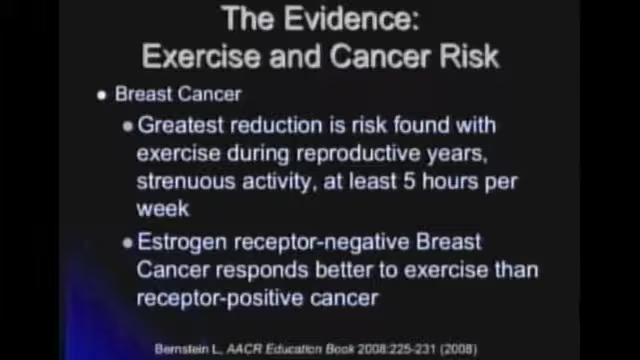 The Evidence:
Exercise and Cancer Risk
• Breast Cancer
• Greatest reduction is risk found with
exercise during reproductive years,
strenuous activity, at least 5 hours per
week
• Estrogen receptor-negative Breast
Cancer responds better to exercise than
receptor-positive cancer
Bernstein L, AACR Education Book 2008:225-231 (2008)